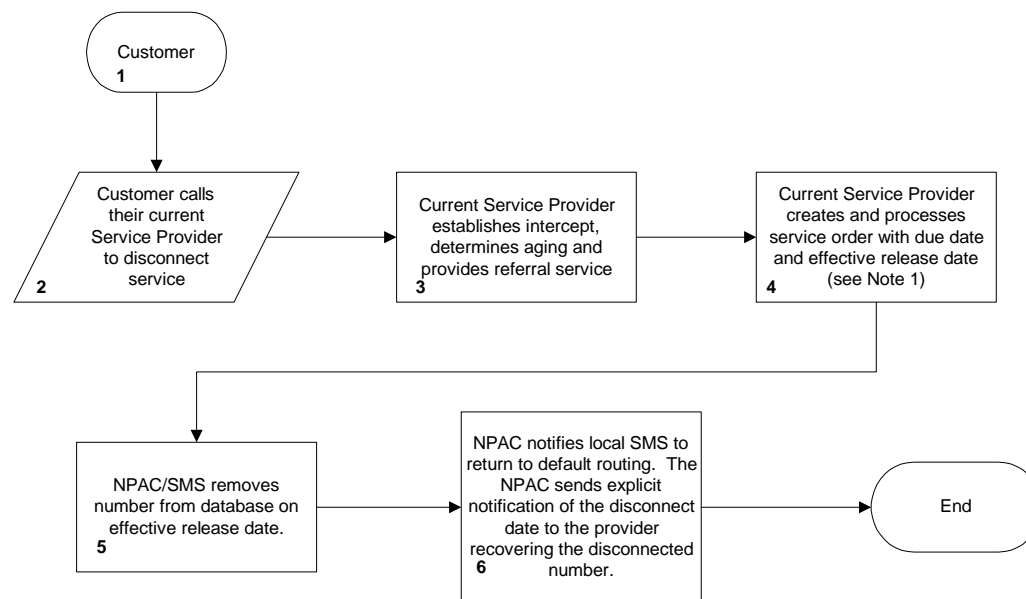 Customer
1
Customer calls
their current
Service Provider
to disconnect
service
2
Current Service Provider
establishes intercept,
determines aging and
provides referral service
3
Current Service Provider
creates and processes
service order with due date
and effective release date
(see Note 1)
4
NPAC/SMS removes
number from database on
effective release date.
5
NPAC notifies local SMS to
return to default routing. The
NPAC sends explicit
notification of the disconnect
date to the provider
recovering the disconnected
number.
6
End